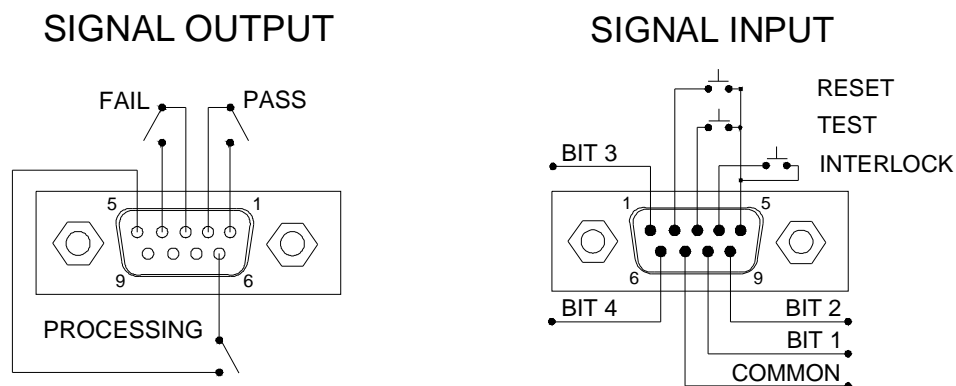 SIGNAL OUTPUT
FAIL
PASS
5
1
9
6
PROCESSING
SIGNAL INPUT
RESET
TEST
INTERLOCK
BIT 3
1
5
6
9
BIT 4
BIT 2
BIT 1
COMMON